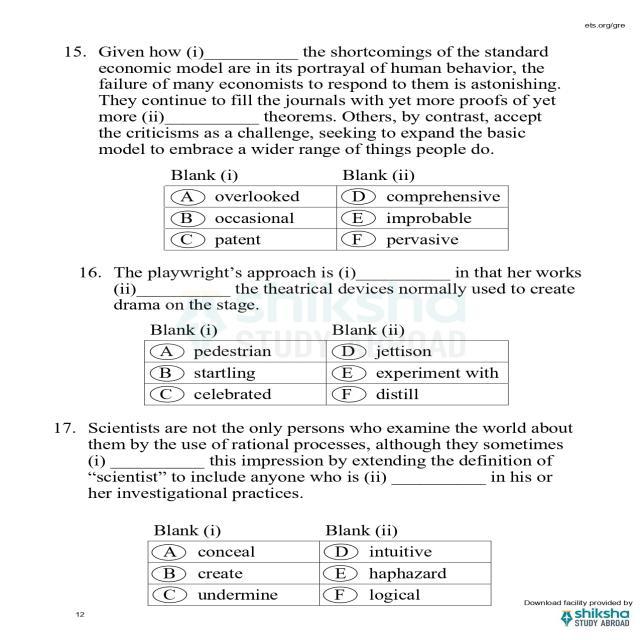 ets.org/gre
15. Given how (i)____________ the shortcomings of the standard
economic model are in its portrayal of human behavior, the
failure of many economists to respond to them is astonishing.
They continue to fill the journals with yet more proofs of yet
more (ii)____________ theorems. Others, by contrast, accept
the criticisms as a challenge, seeking to expand the basic
model to embrace a wider range of things people do.
Blank (i) Blank (ii)
A overlooked D comprehensive
B occasional E improbable
C patent F pervasive
16. The playwright's approach is (i)____________ in that her works
(ii)____________ the theatrical devices normally used to create
drama on the stage.
shiksha
STUDY ABROAD
Blank (i) Blank (ii)
A pedestrian D jettison
B startling E experiment with
C celebrated F distill
17. Scientists are not the only persons who examine the world about
them by the use of rational processes, although they sometimes
(i) ____________ this impression by extending the definition of
“scientist” to include anyone who is (ii) ____________ in his or
her investigational practices.
Blank (i) Blank (ii)
A conceal D intuitive
B create E haphazard
C undermine F logical
12
Download facility provided by
shiksha
STUDY ABROAD